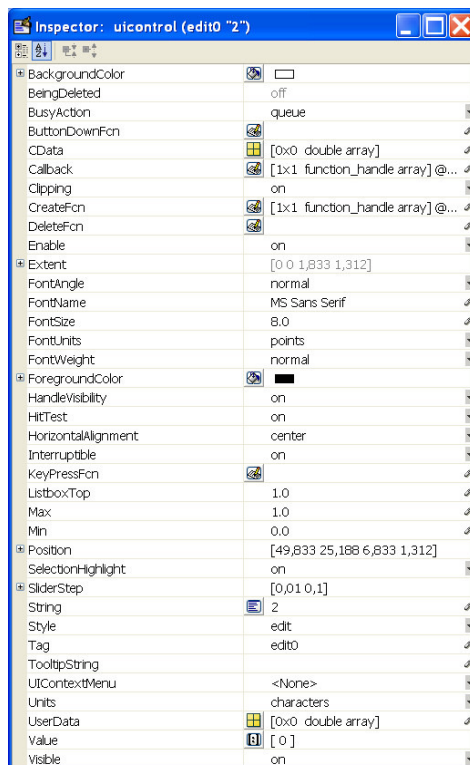 Inspector: uicontrol (edit0 "2")
BackgroundColor
BeingDeleted off
BusyAction queue
ButtonDownFcn
CData [0x0 double array]
Callback [1x1 function_handle array] @...
Clipping on
CreateFcn [1x1 function_handle array] @...
DeleteFcn
Enable on
Extent [0 0 1,833 1,312]
FontAngle normal
FontName MS Sans Serif
FontSize 8.0
FontUnits points
FontWeight normal
ForegroundColor
HandleVisibility on
HitTest on
HorizontalAlignment center
Interruptible on
KeyPressFcn
ListboxTop 1.0
Max 1.0
Min 0.0
Position [49,833 25,188 6,833 1,312]
SelectionHighlight on
SliderStep [0,01 0,1]
String 2
Style edit
Tag edit0
TooltipString
UIContextMenu <None>
Units characters
UserData [0x0 double array]
Value [ 0 ]
Visible on